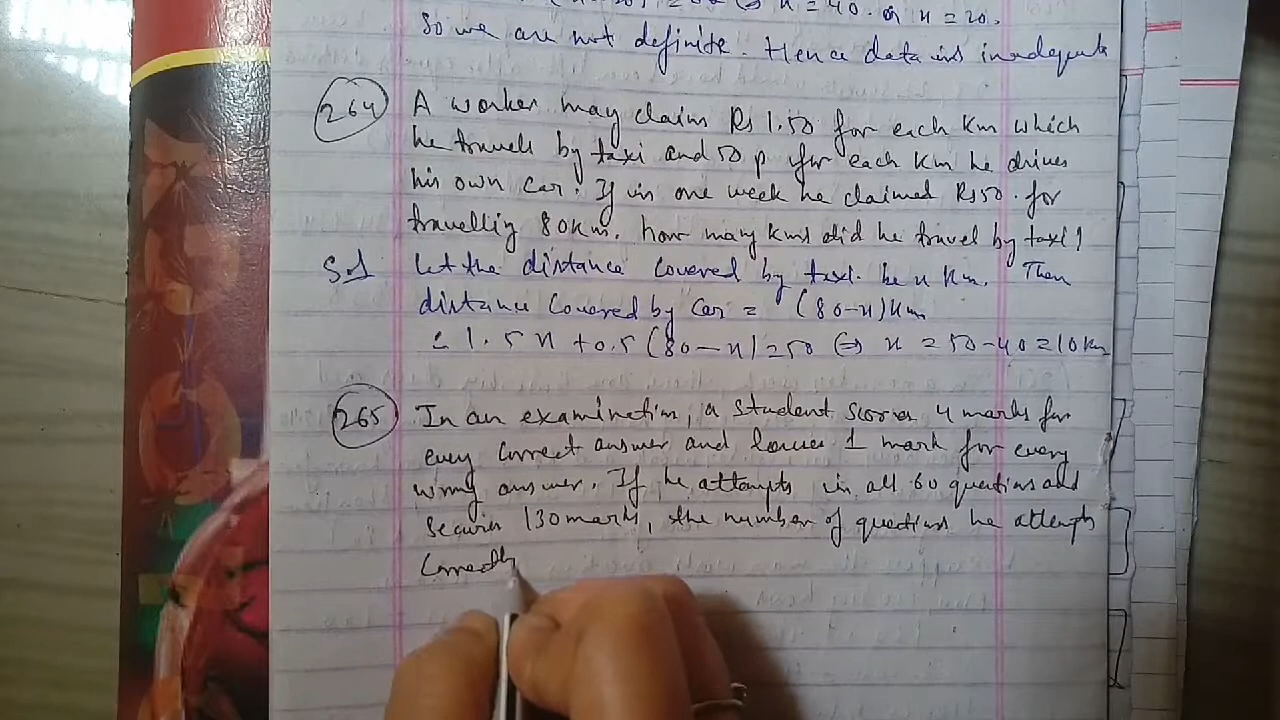 x = 40. or x = 20.
So we are not definite. Hence data is inadequate
264 A worker may claim Rs 1.50 for each km which
he travels by taxi and 50 p for each km he drives
his own car. If in one week he claimed Rs 50. for
travelling 80 km. how many kms did he travel by taxi?
Sol Let the distance covered by taxi. be x km. Then
distance covered by car = (80-x) km
1.5x + 0.5 (80-x) = 50 ⇒ x = 50-40 = 10 km
265 In an examination, a student scores 4 marks for
every correct answer and losses 1 mark for every
wrong answer. If he attempts in all 60 questions and
secures 130 marks, the number of questions he attempts
correctly